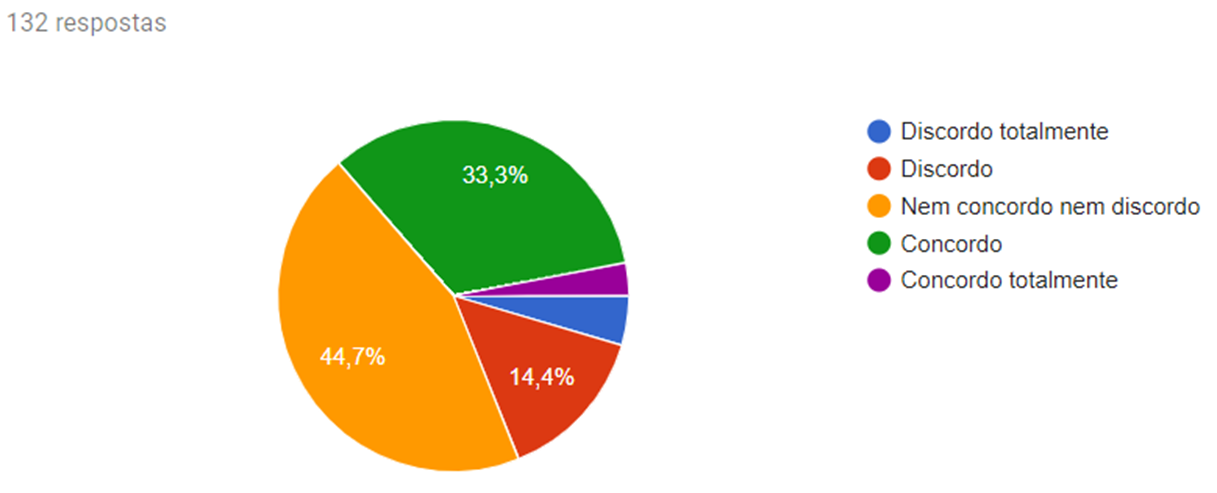 132 respostas
33,3%
44,7%
14,4%
Discordo totalmente
Discordo
Nem concordo nem discordo
Concordo
Concordo totalmente